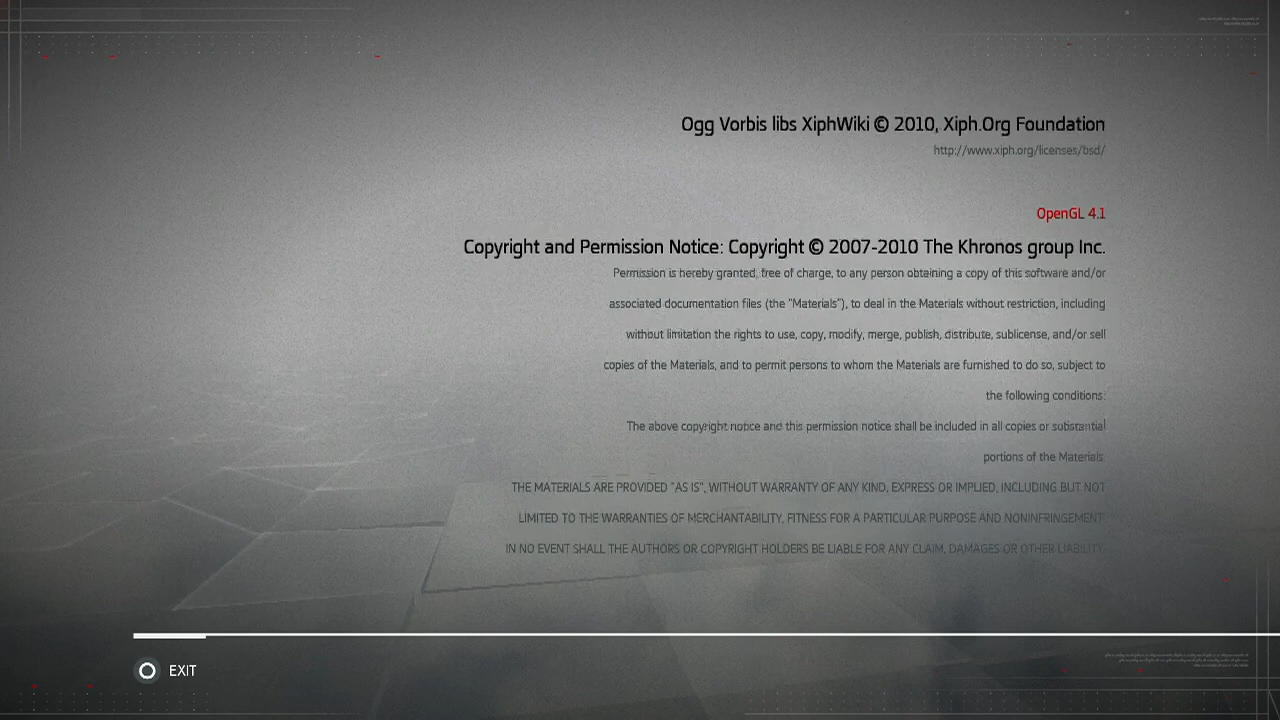 Ogg Vorbis libs XiphWiki © 2010, Xiph.Org Foundation
http://www.xiph.org/licenses/bsd/
OpenGL 4.1
Copyright and Permission Notice: Copyright © 2007-2010 The Khronos group Inc.
Permission is hereby granted, free of charge, to any person obtaining a copy of this software and/or
associated documentation files (the "Materials"), to deal in the Materials without restriction, including
without limitation the rights to use, copy, modify, merge, publish, distribute, sublicense, and/or sell
copies of the Materials, and to permit persons to whom the Materials are furnished to do so, subject to
the following conditions:
The above copyright notice and this permission notice shall be included in all copies or substantial
portions of the Materials.
THE MATERIALS ARE PROVIDED "AS IS", WITHOUT WARRANTY OF ANY KIND, EXPRESS OR IMPLIED, INCLUDING BUT NOT
LIMITED TO THE WARRANTIES OF MERCHANTABILITY, FITNESS FOR A PARTICULAR PURPOSE AND NONINFRINGEMENT.
IN NO EVENT SHALL THE AUTHORS OR COPYRIGHT HOLDERS BE LIABLE FOR ANY CLAIM, DAMAGES OR OTHER LIABILITY,
EXIT